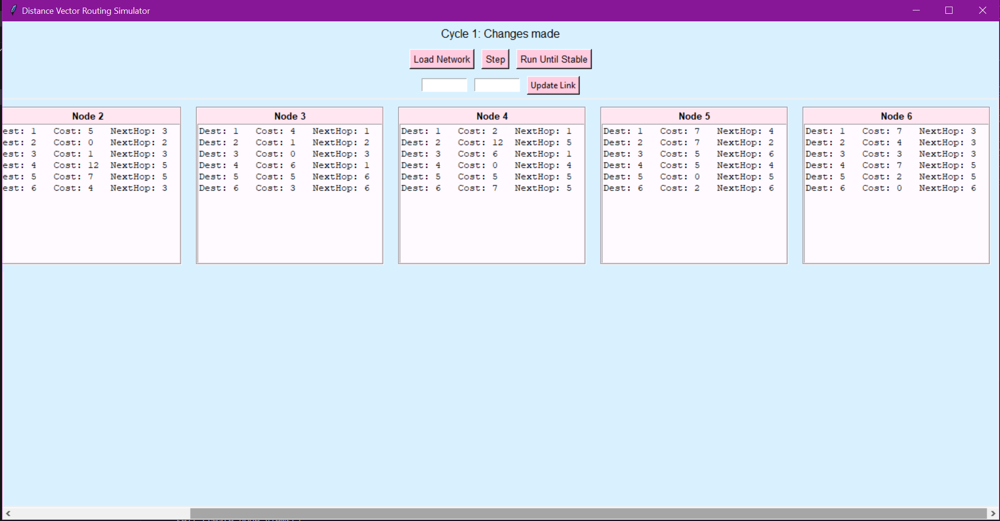 Distance Vector Routing Simulator
Cycle 1: Changes made
Load Network Step Run Until Stable
Update Link
Node 2
est: 1 Cost: 5 NextHop: 3
est: 2 Cost: 0 NextHop: 2
est: 3 Cost: 1 NextHop: 3
est: 4 Cost: 12 NextHop: 5
est: 5 Cost: 7 NextHop: 5
est: 6 Cost: 4 NextHop: 3
Node 3
Dest: 1 Cost: 4 NextHop: 1
Dest: 2 Cost: 1 NextHop: 2
Dest: 3 Cost: 0 NextHop: 3
Dest: 4 Cost: 6 NextHop: 1
Dest: 5 Cost: 5 NextHop: 6
Dest: 6 Cost: 3 NextHop: 6
Node 4
Dest: 1 Cost: 2 NextHop: 1
Dest: 2 Cost: 12 NextHop: 5
Dest: 3 Cost: 6 NextHop: 1
Dest: 4 Cost: 0 NextHop: 4
Dest: 5 Cost: 5 NextHop: 5
Dest: 6 Cost: 7 NextHop: 5
Node 5
Dest: 1 Cost: 7 NextHop: 4
Dest: 2 Cost: 7 NextHop: 2
Dest: 3 Cost: 5 NextHop: 6
Dest: 4 Cost: 5 NextHop: 4
Dest: 5 Cost: 0 NextHop: 5
Dest: 6 Cost: 2 NextHop: 6
Node 6
Dest: 1 Cost: 7 NextHop: 3
Dest: 2 Cost: 4 NextHop: 3
Dest: 3 Cost: 3 NextHop: 3
Dest: 4 Cost: 7 NextHop: 5
Dest: 5 Cost: 2 NextHop: 5
Dest: 6 Cost: 0 NextHop: 6